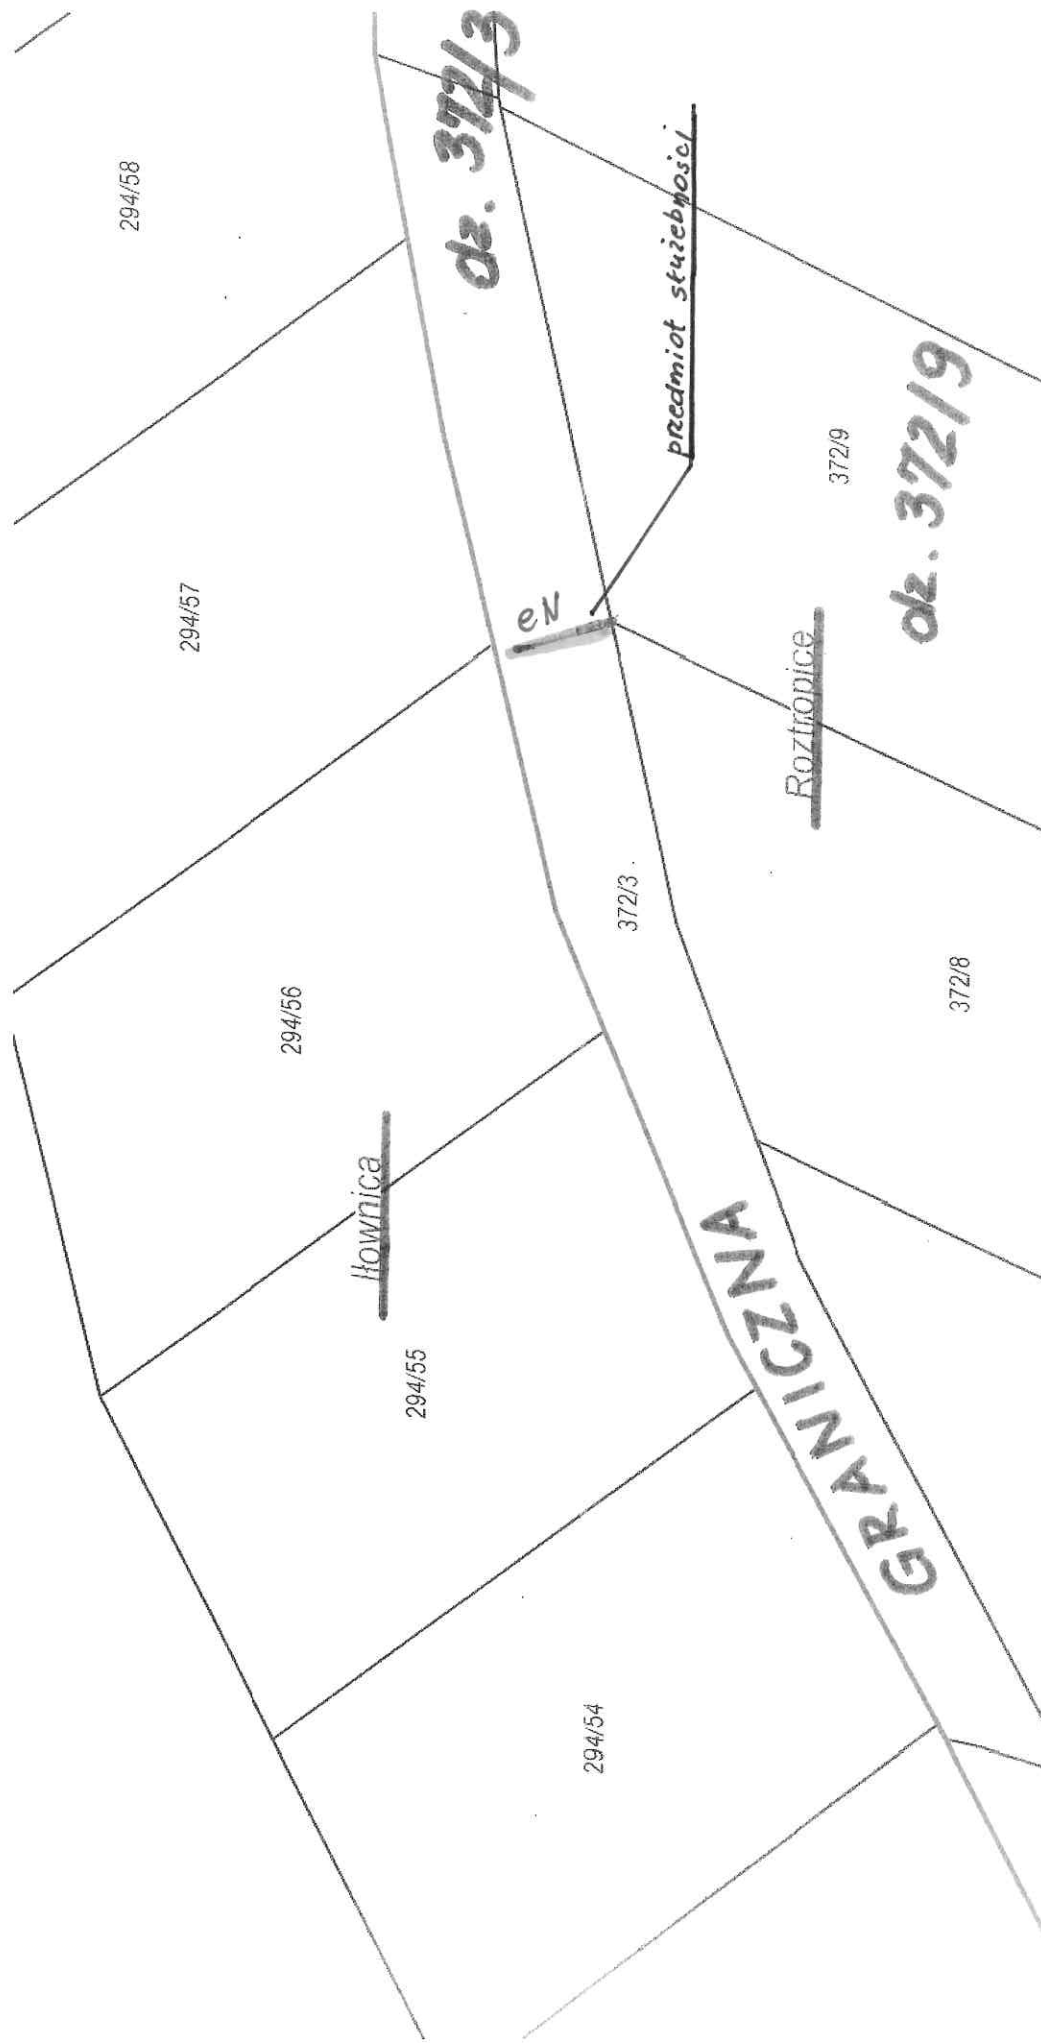 294/58
dz. 372/3
294/57
przedmiot służebności
eN
372/9
dz. 372/9
Roztropice
294/56
372/3
372/8
Iłownica
294/55
GRANICZNA
294/54